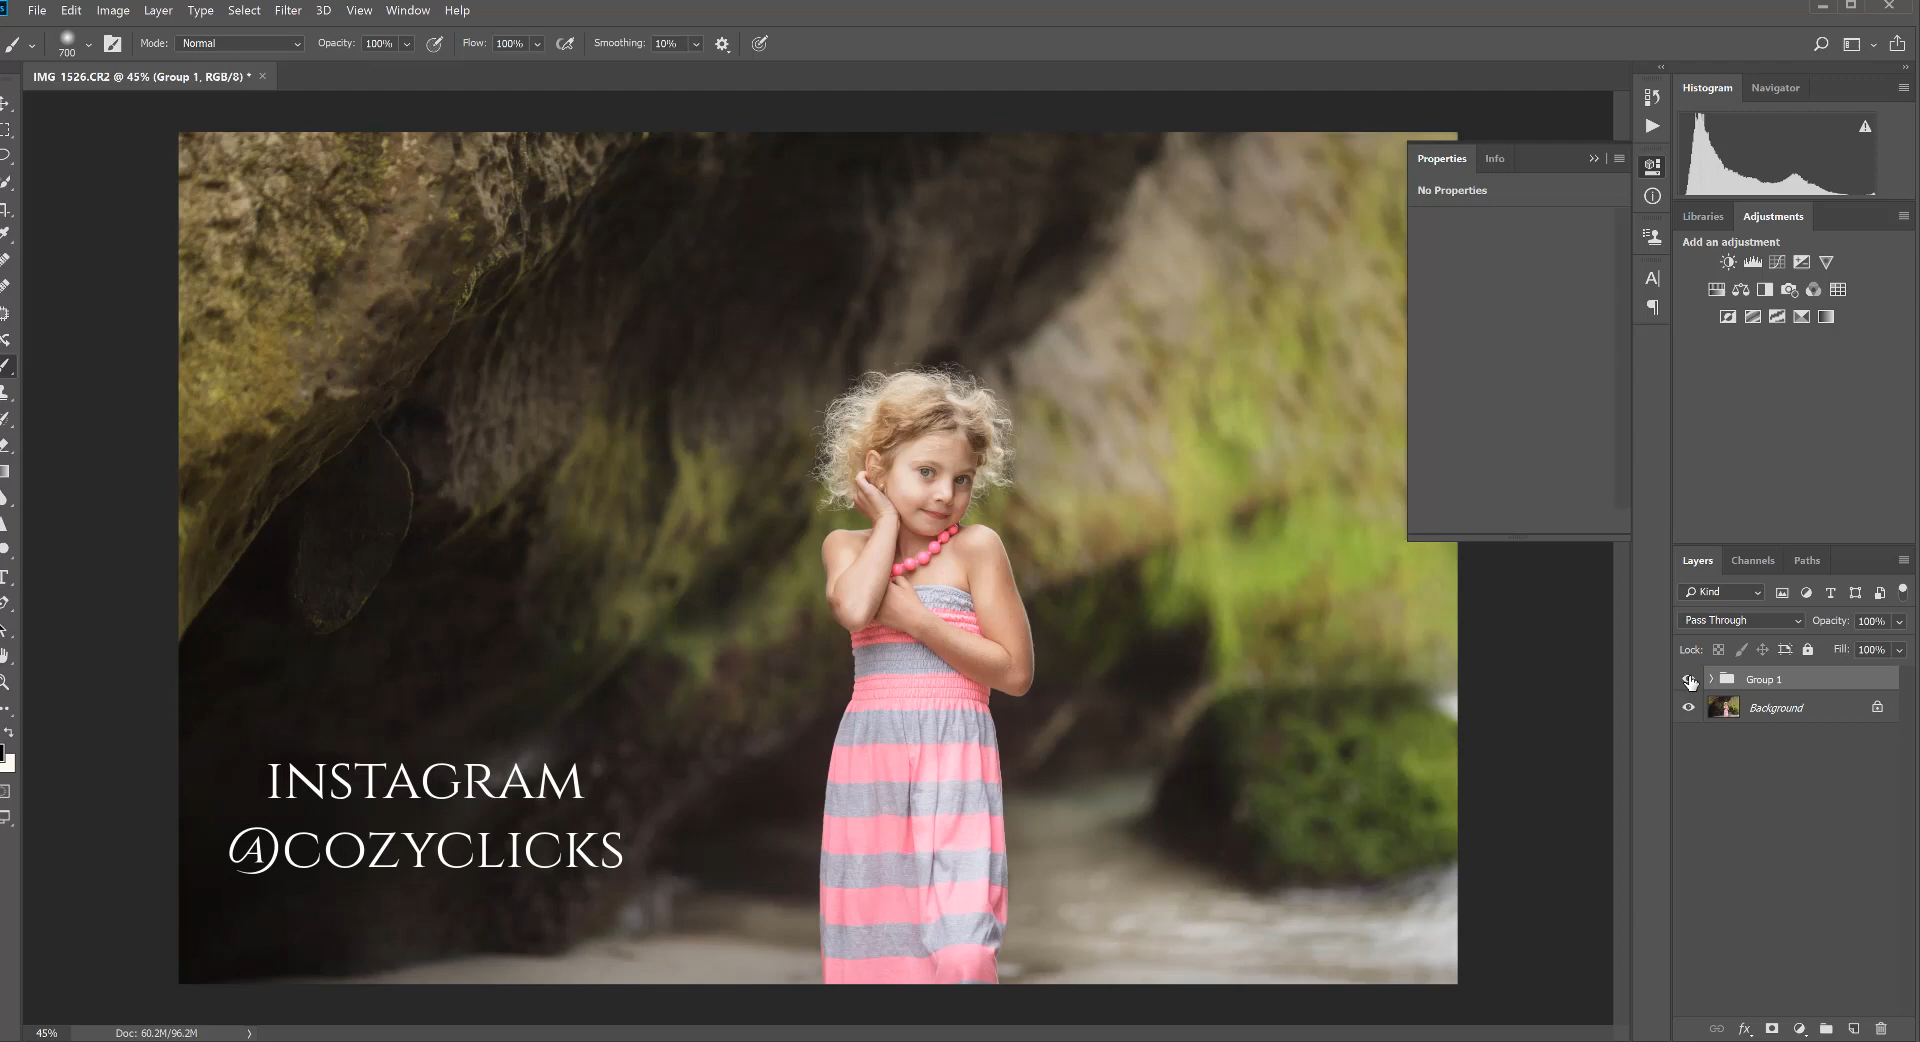 File Edit Image Layer Type Select Filter 3D View Window Help
700 Mode: Normal Opacity: 100% Flow: 100% Smoothing: 10%
IMG 1526.CR2 @ 45% (Group 1, RGB/8) * ×
Histogram Navigator
Properties Info
No Properties
Libraries Adjustments
Add an adjustment
Layers Channels Paths
Kind
Pass Through Opacity: 100%
Lock: Fill: 100%
Group 1
Background
INSTAGRAM
@COZYCLICKS
45% Doc: 60.2M/96.2M
fx